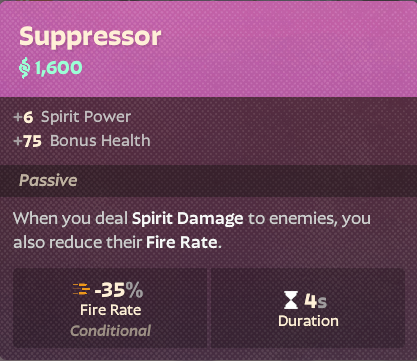 Suppressor
1,600
+6 Spirit Power
+75 Bonus Health
Passive
When you deal Spirit Damage to enemies, you
also reduce their Fire Rate.
-35%
Fire Rate
Conditional
4s
Duration